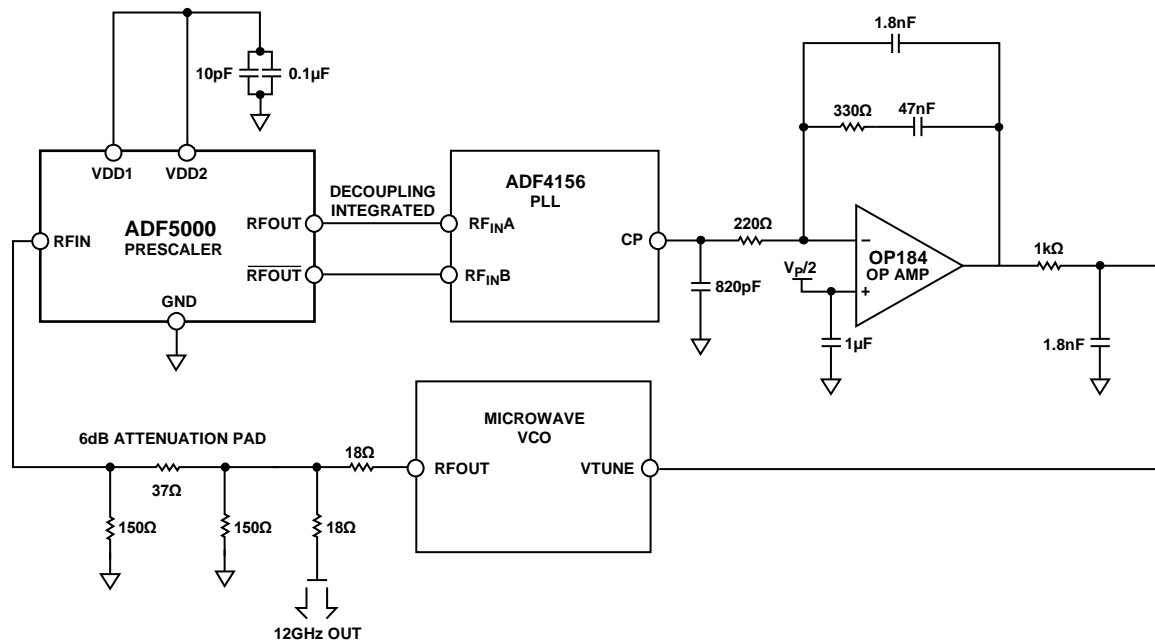 1.8nF
10pF
0.1µF
330Ω
47nF
VDD1
VDD2
ADF5000
PRESCALER
RFIN
RFOUT
RFOUT
GND
DECOUPLING
INTEGRATED
ADF4156
PLL
RFINA
RFINB
CP
220Ω
820pF
VP/2
−
+
OP184
OP AMP
1µF
1kΩ
1.8nF
6dB ATTENUATION PAD
37Ω
150Ω
150Ω
18Ω
18Ω
12GHz OUT
MICROWAVE
VCO
RFOUT
VTUNE